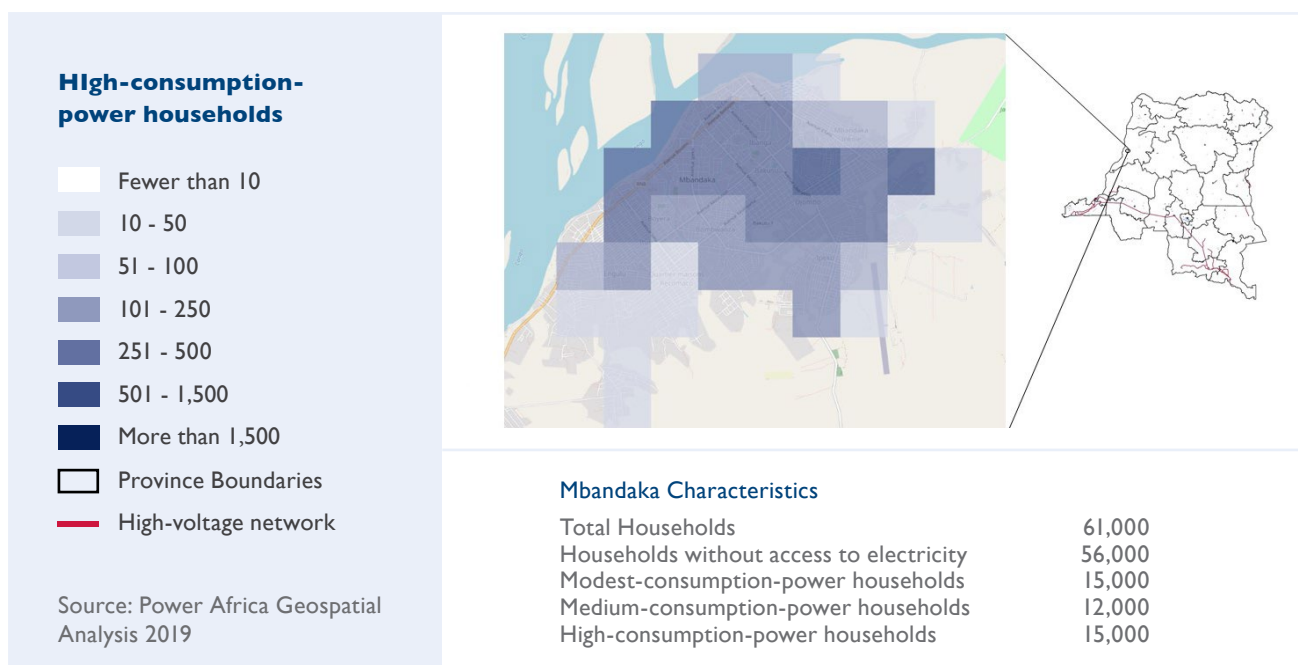 HIgh-consumption-
power households
Fewer than 10
10 - 50
51 - 100
101 - 250
251 - 500
501 - 1,500
More than 1,500
Province Boundaries
High-voltage network
Source: Power Africa Geospatial
Analysis 2019
Mbandaka
Mbandaka Characteristics
Total Households 61,000
Households without access to electricity 56,000
Modest-consumption-power households 15,000
Medium-consumption-power households 12,000
High-consumption-power households 15,000